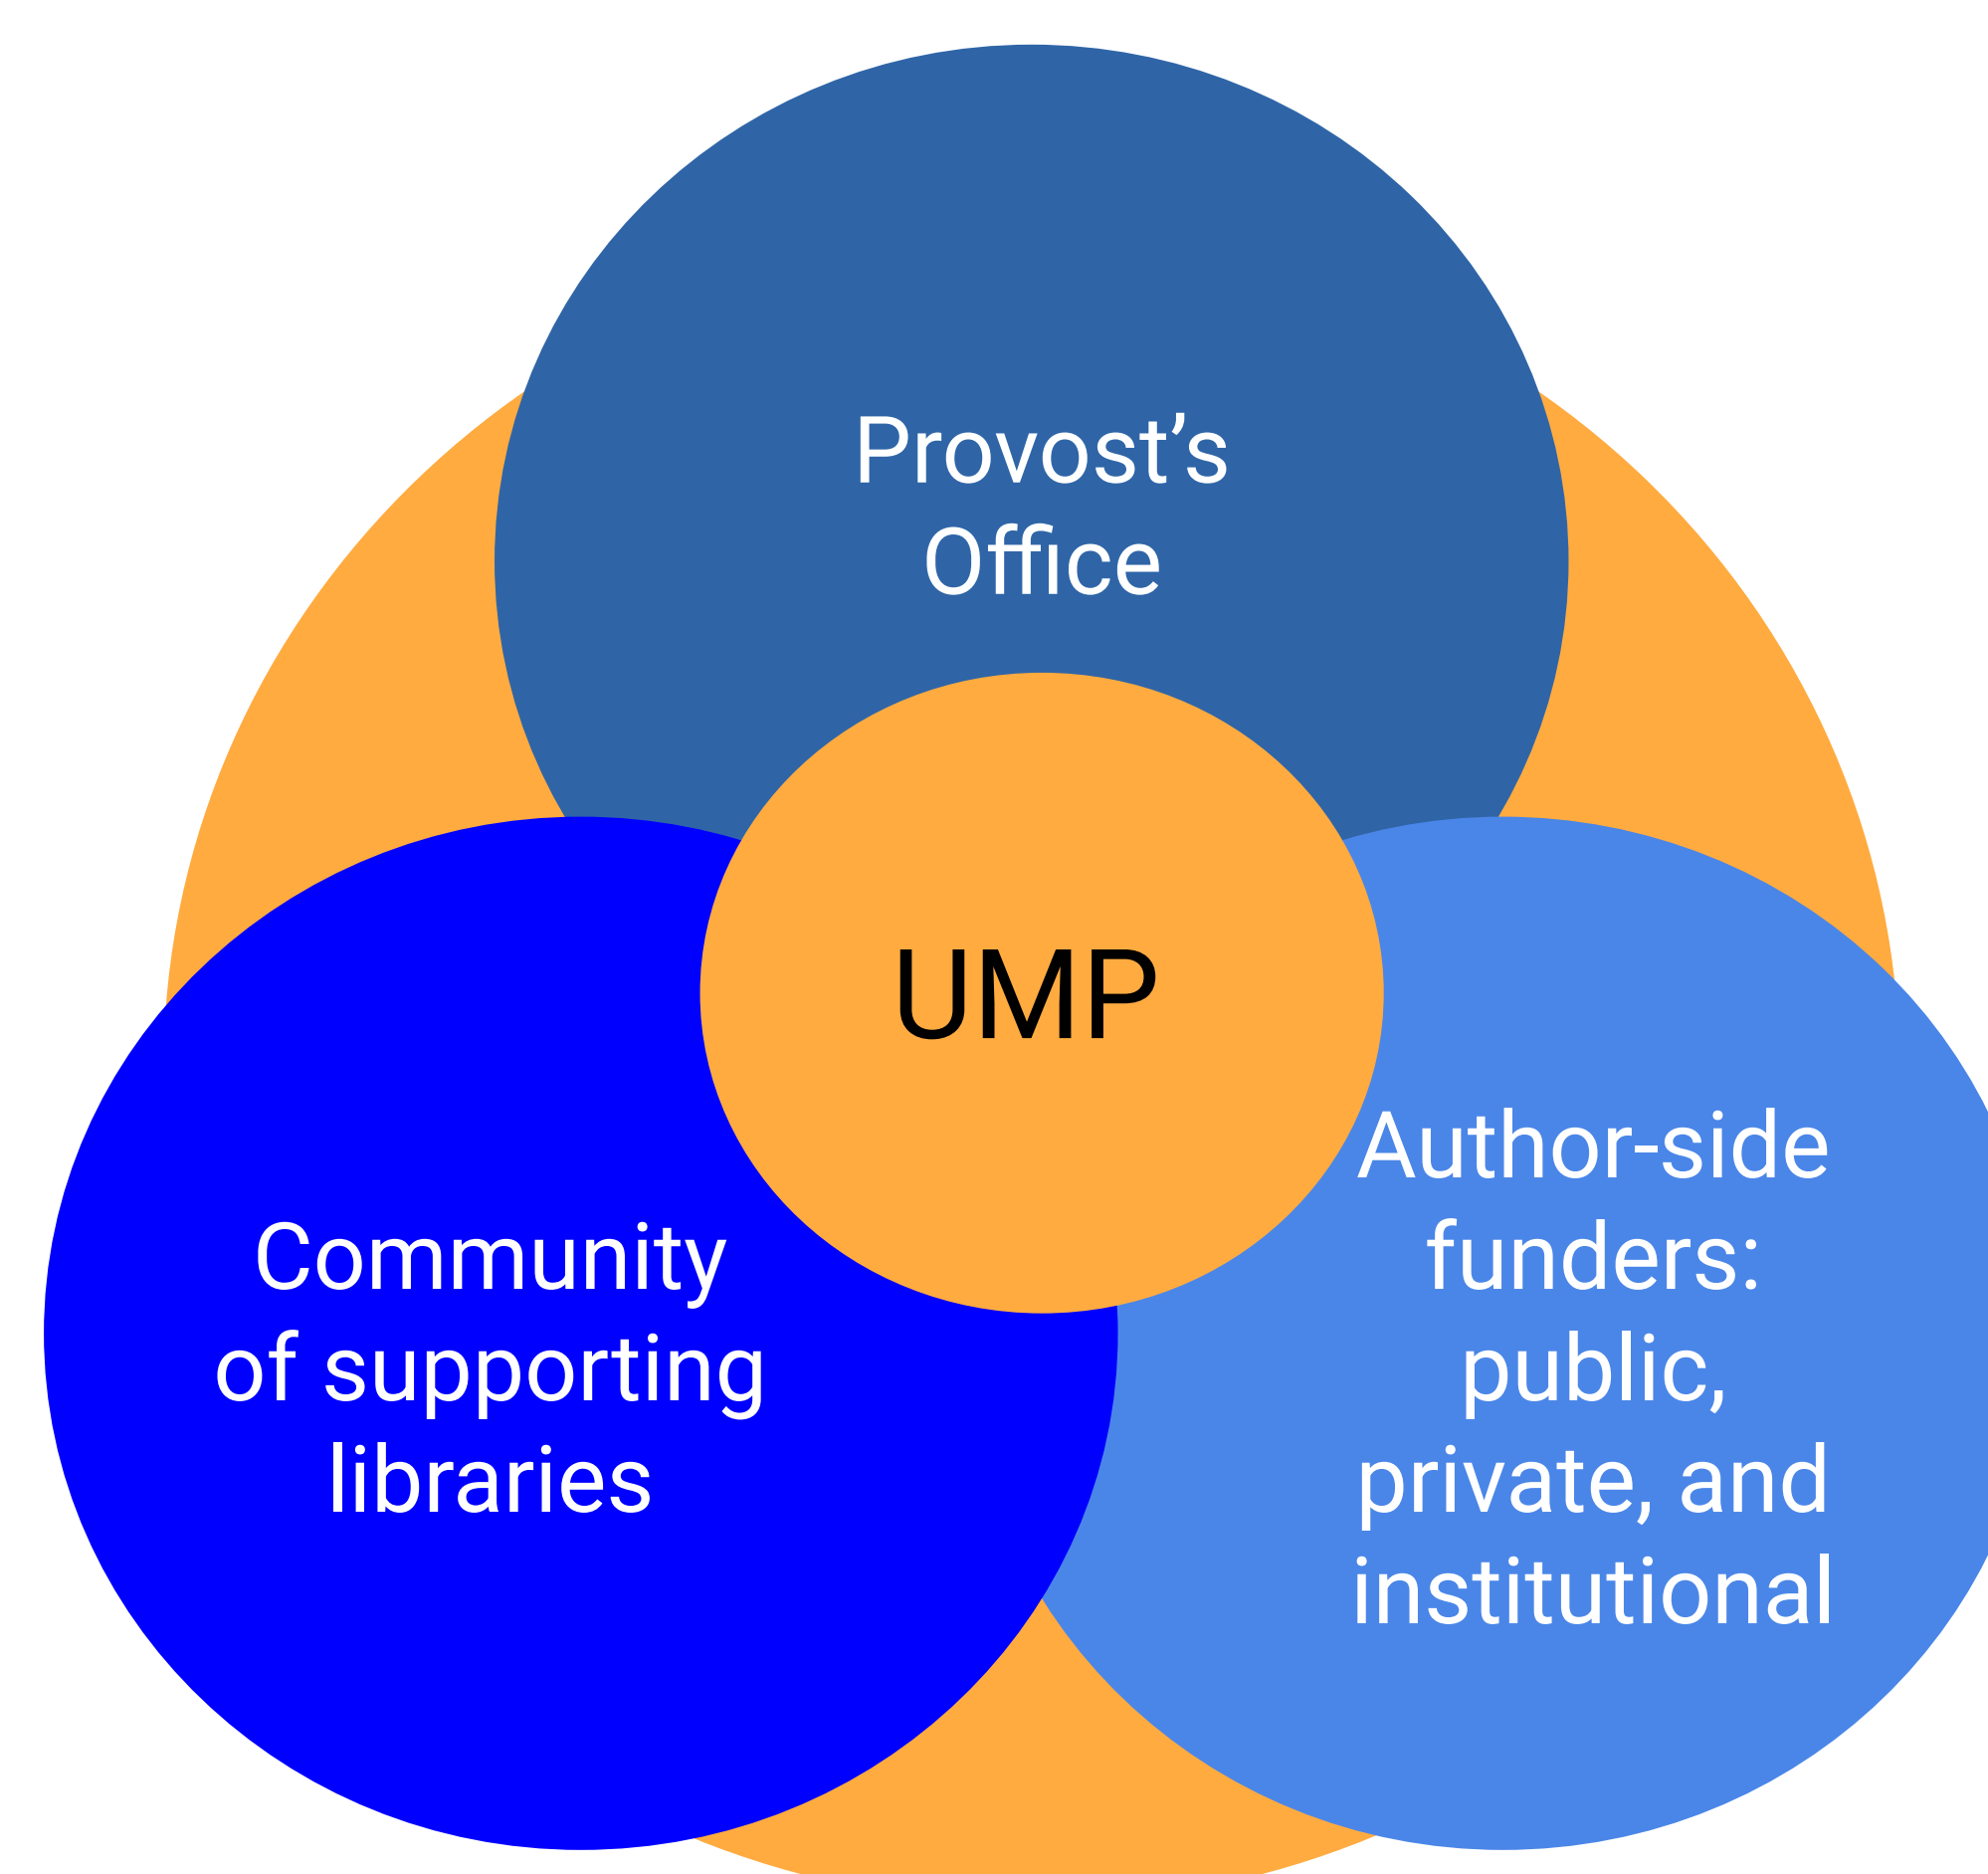 Provost’s
Office
UMP
Community
of supporting
libraries
Author-side
funders:
public,
private, and
institutional